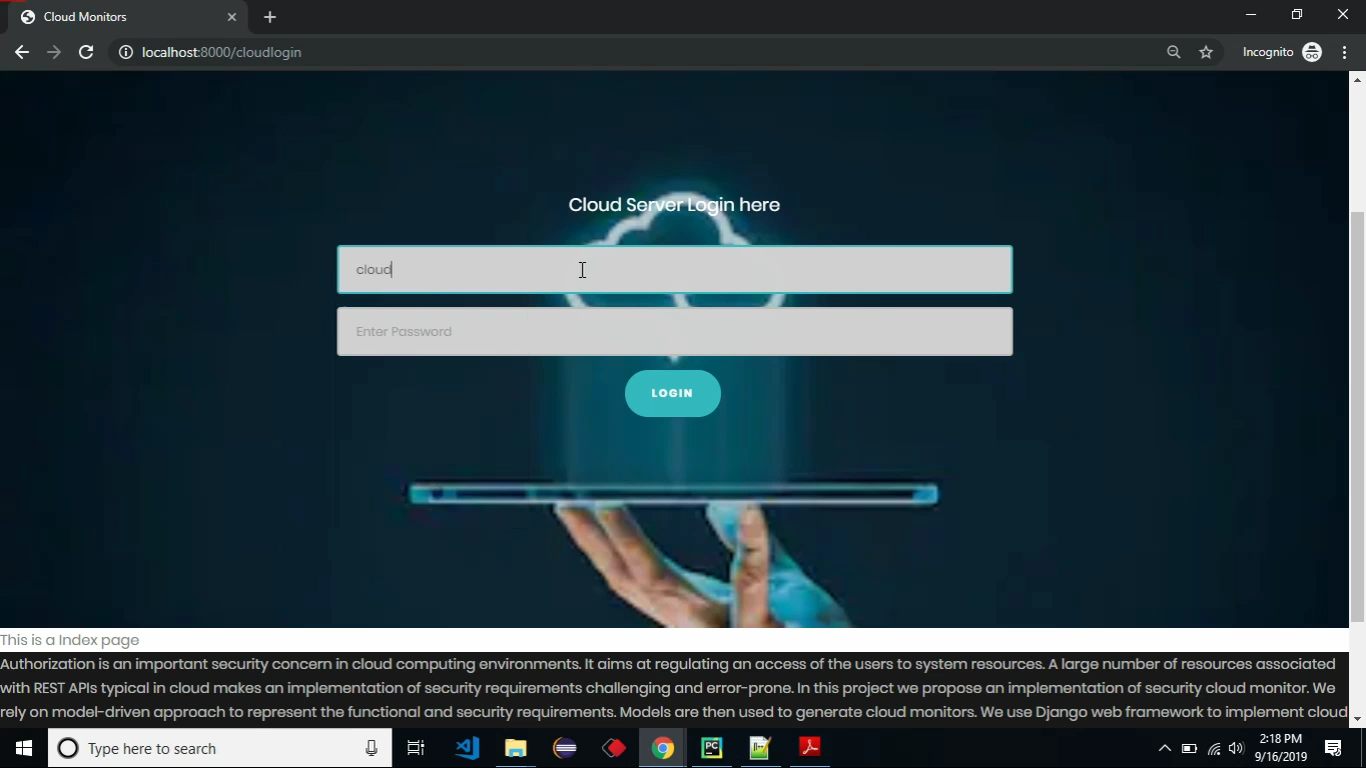 Cloud Monitors
localhost:8000/cloudlogin
Incognito
Cloud Server Login here
cloud
Enter Password
LOGIN
This is a Index page
Authorization is an important security concern in cloud computing environments. It aims at regulating an access of the users to system resources. A large number of resources associated
with REST APIs typical in cloud makes an implementation of security requirements challenging and error-prone. In this project we propose an implementation of security cloud monitor. We
rely on model-driven approach to represent the functional and security requirements. Models are then used to generate cloud monitors. We use Django web framework to implement cloud
Type here to search
PC
2:18 PM
9/16/2019